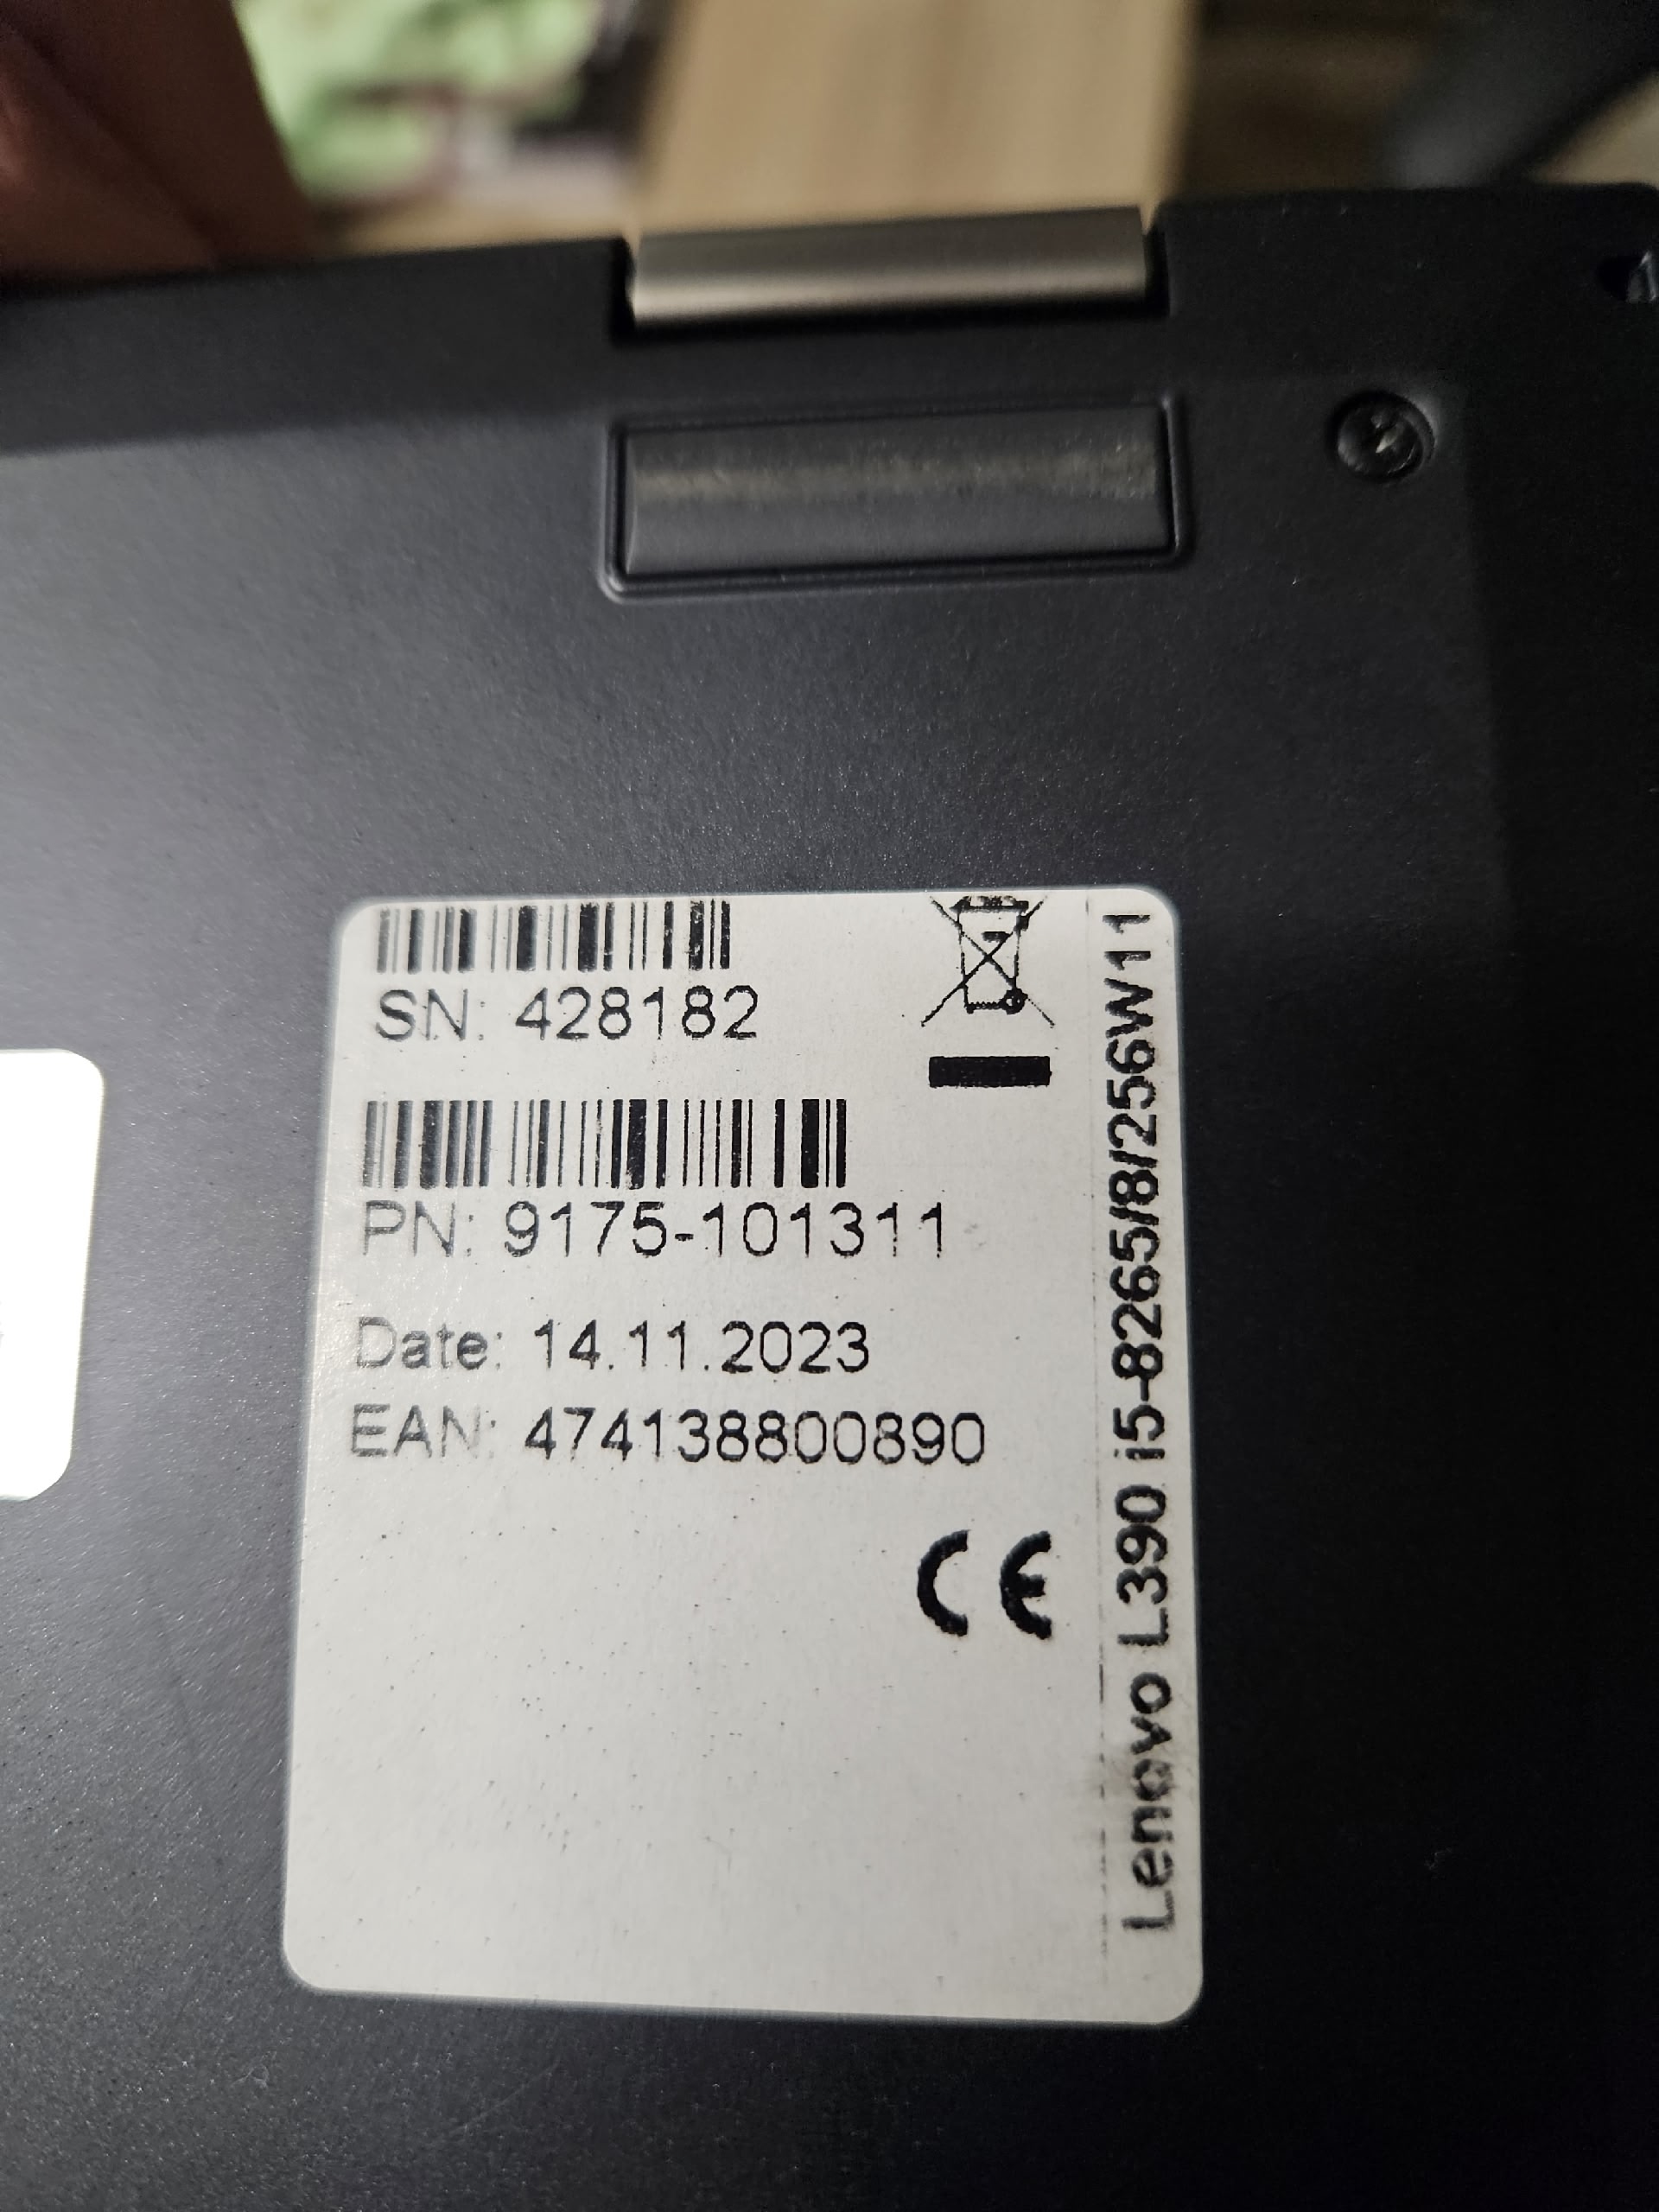 SN: 428182
PN: 9175-101311
Date: 14.11.2023
EAN: 474138800890
CE
Lenovo L390 i5-8265/8/256W11